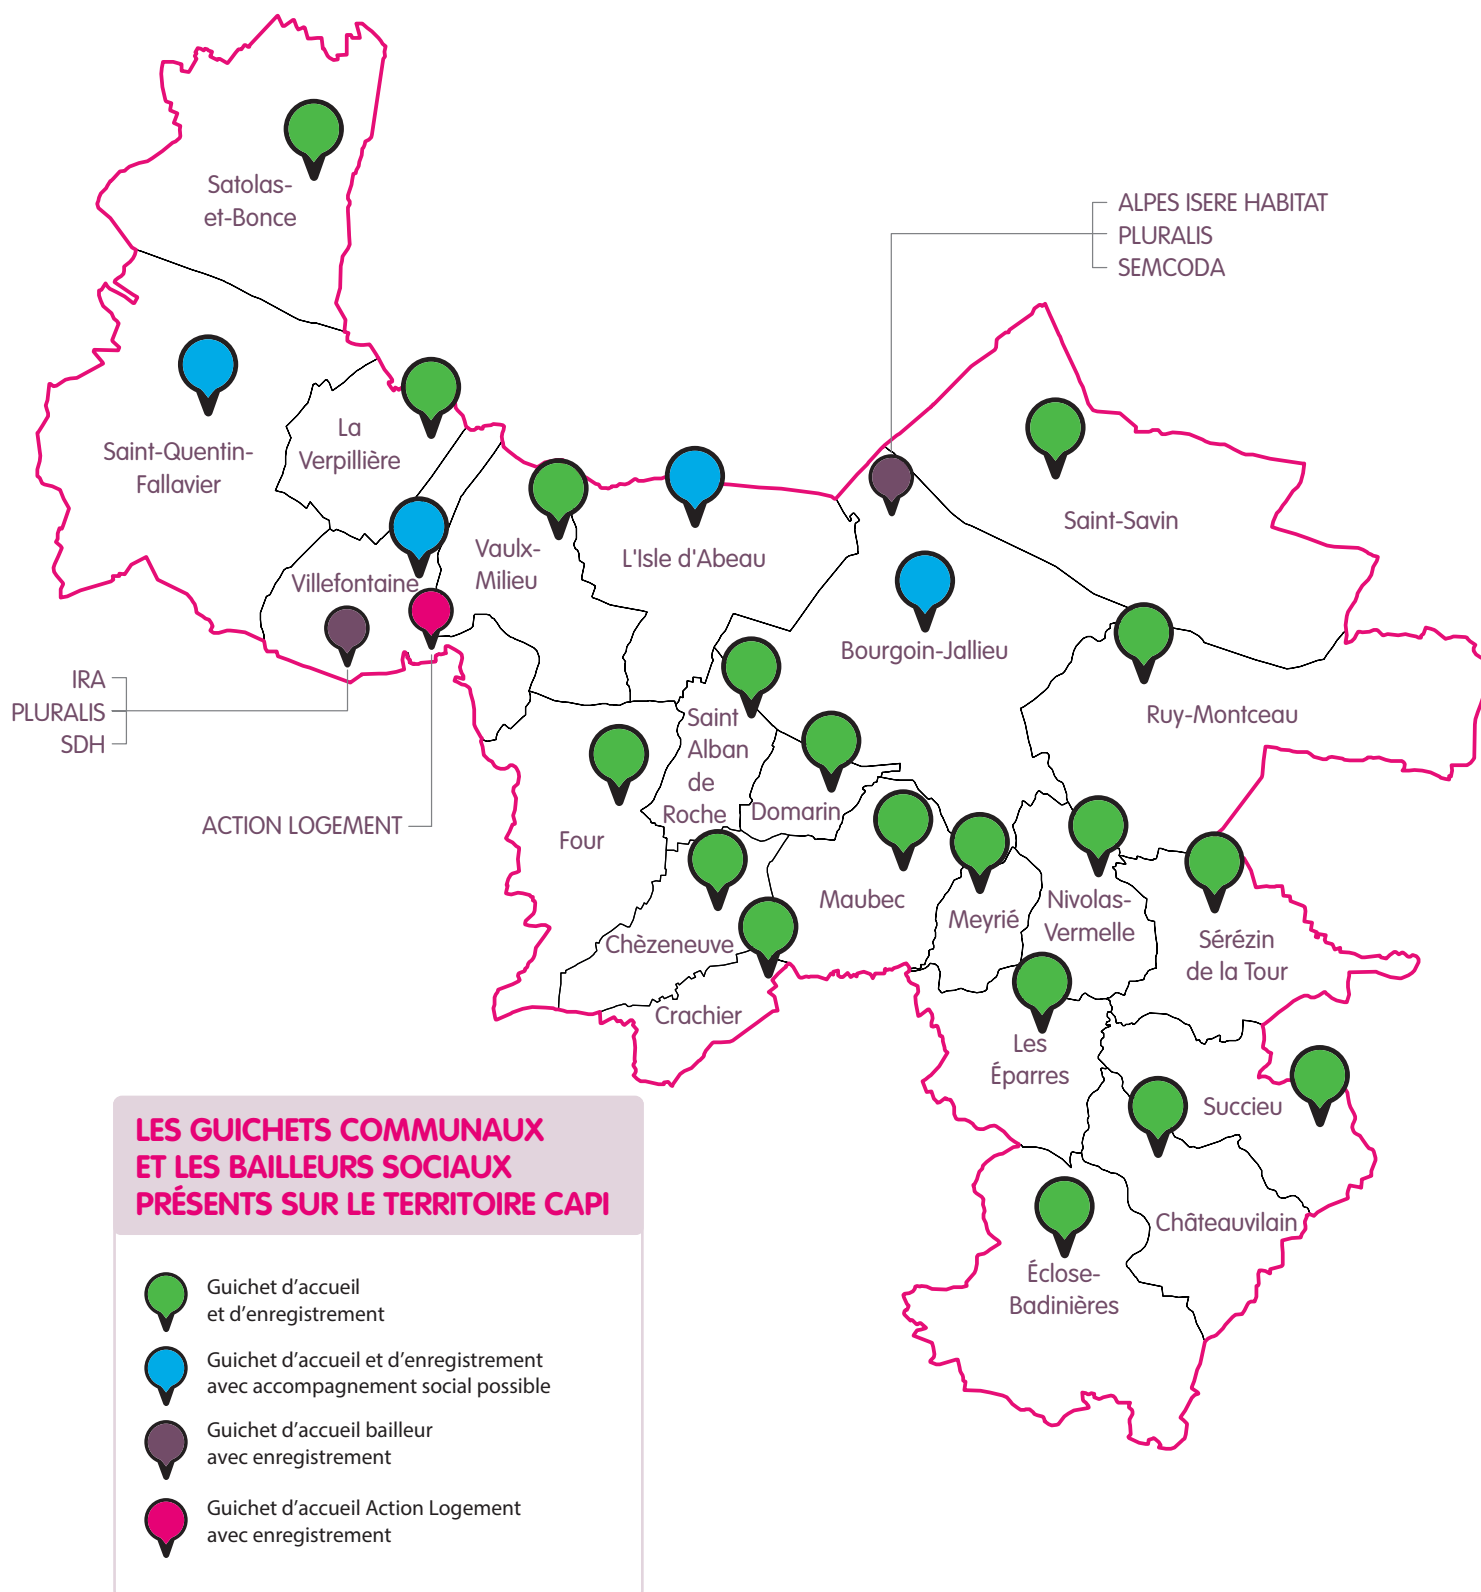 Satolas-
et-Bonce
ALPES ISERE HABITAT
PLURALIS
SEMCODA
Saint-Quentin-
Fallavier
La
Verpillière
Saint-Savin
Vaulx-
Milieu
L'Isle d'Abeau
Villefontaine
Bourgoin-Jallieu
IRA
PLURALIS
SDH
Ruy-Montceau
Saint
Alban
de
Roche
ACTION LOGEMENT
Four
Domarin
Maubec
Meyrié
Nivolas-
Vermelle
Sérézin
de la Tour
Chèzeneuve
Crachier
Les
Éparres
Succieu
Châteauvilain
Éclose-
Badinières
LES GUICHETS COMMUNAUX
ET LES BAILLEURS SOCIAUX
PRÉSENTS SUR LE TERRITOIRE CAPI
Guichet d’accueil
et d’enregistrement
Guichet d’accueil et d’enregistrement
avec accompagnement social possible
Guichet d’accueil bailleur
avec enregistrement
Guichet d’accueil Action Logement
avec enregistrement